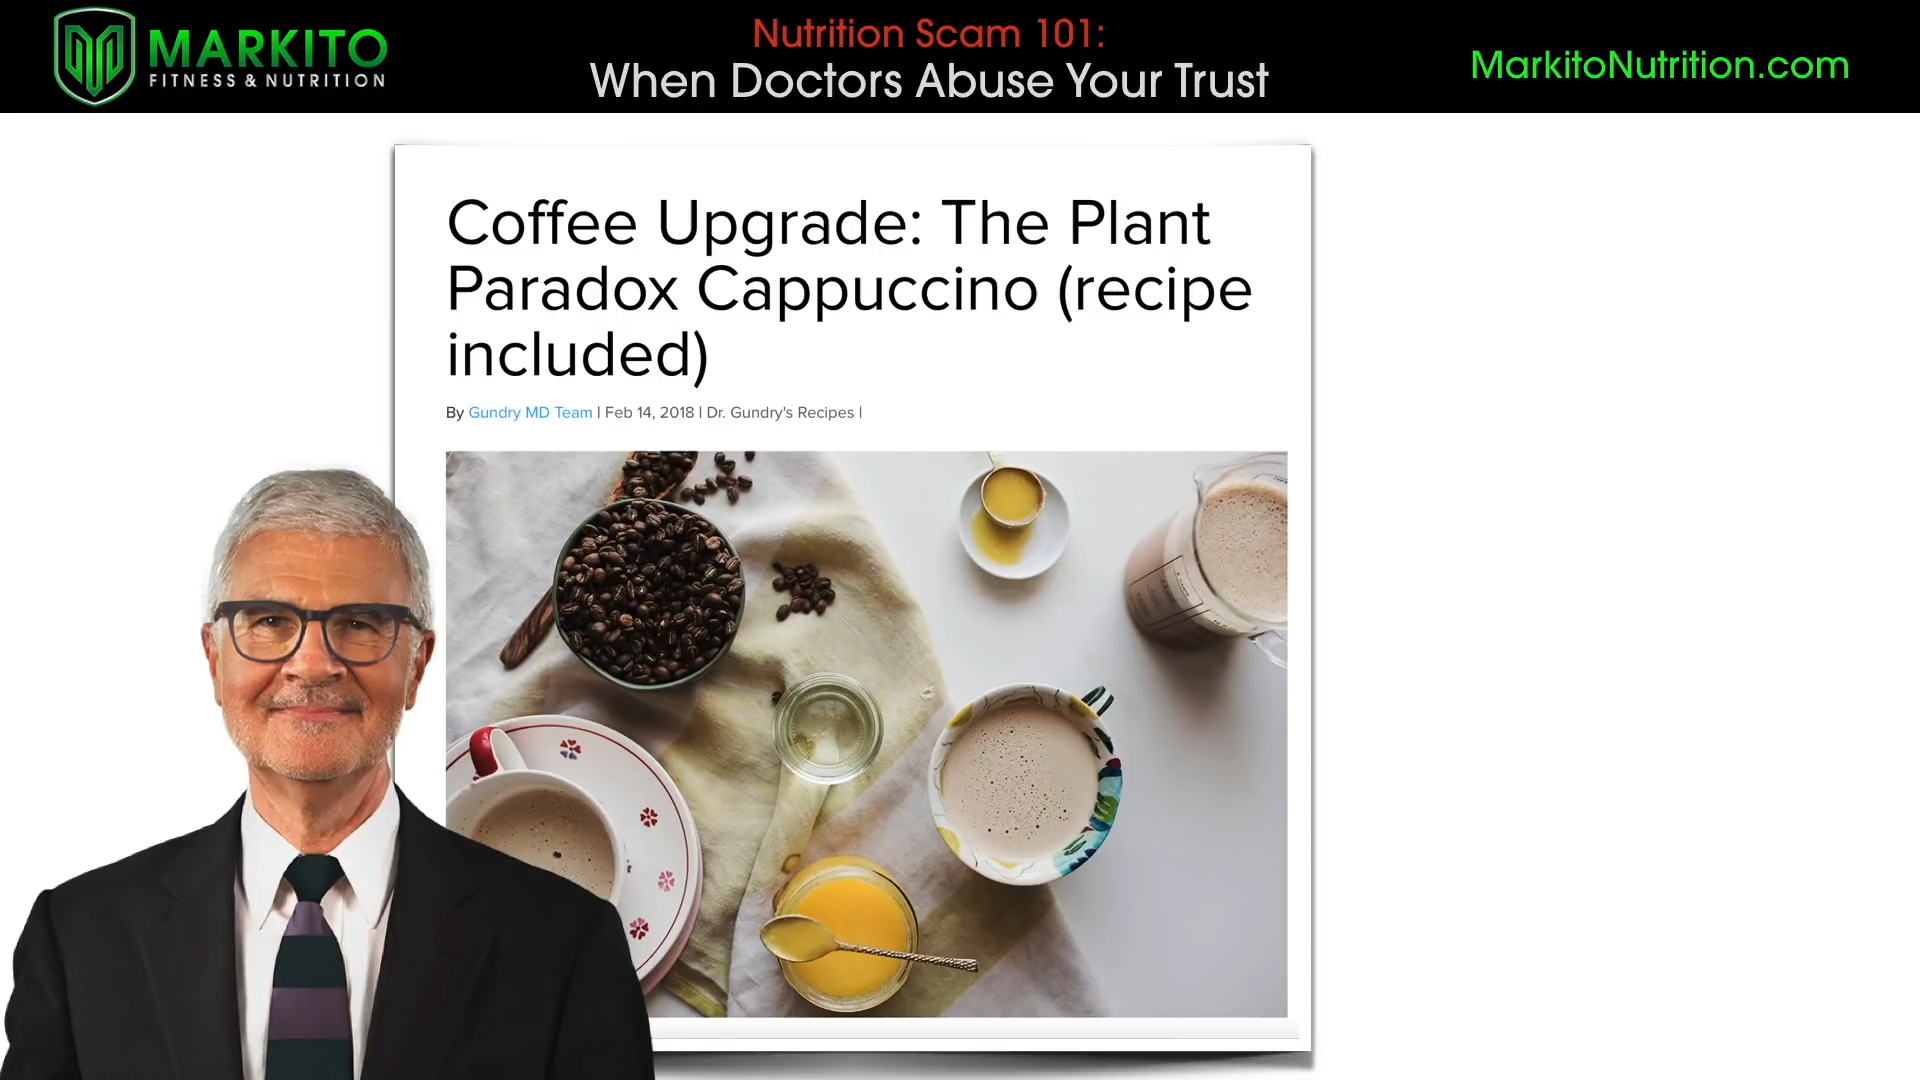 MARKITO
FITNESS & NUTRITION
Nutrition Scam 101:
When Doctors Abuse Your Trust
MarkitoNutrition.com
Coffee Upgrade: The Plant
Paradox Cappuccino (recipe
included)
By Gundry MD Team | Feb 14, 2018 | Dr. Gundry's Recipes |